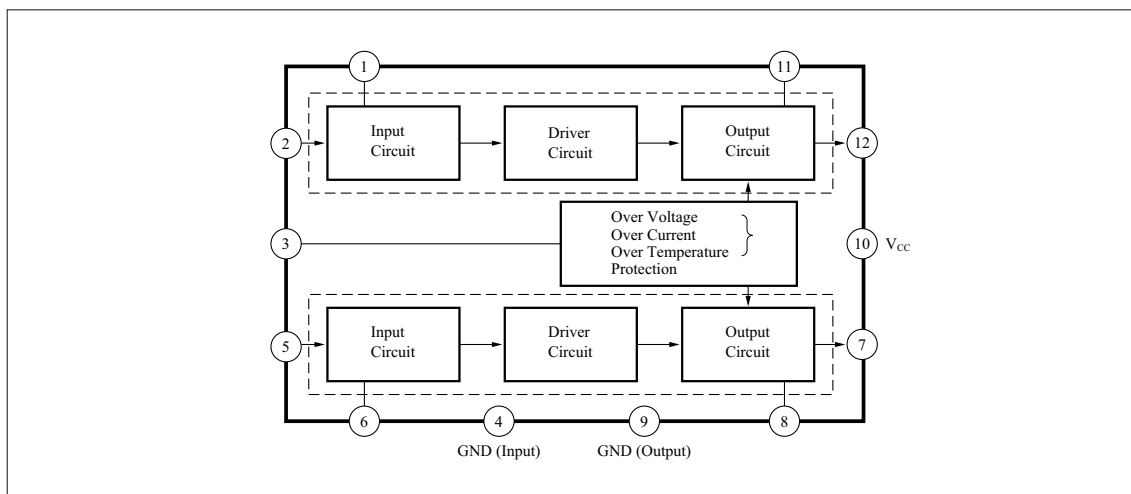 1
11
Input
Circuit
Driver
Circuit
Output
Circuit
2
12
Over Voltage
Over Current
Over Temperature
Protection
3
10 V_CC
Input
Circuit
Driver
Circuit
Output
Circuit
5
7
6
4
9
8
GND (Input)
GND (Output)